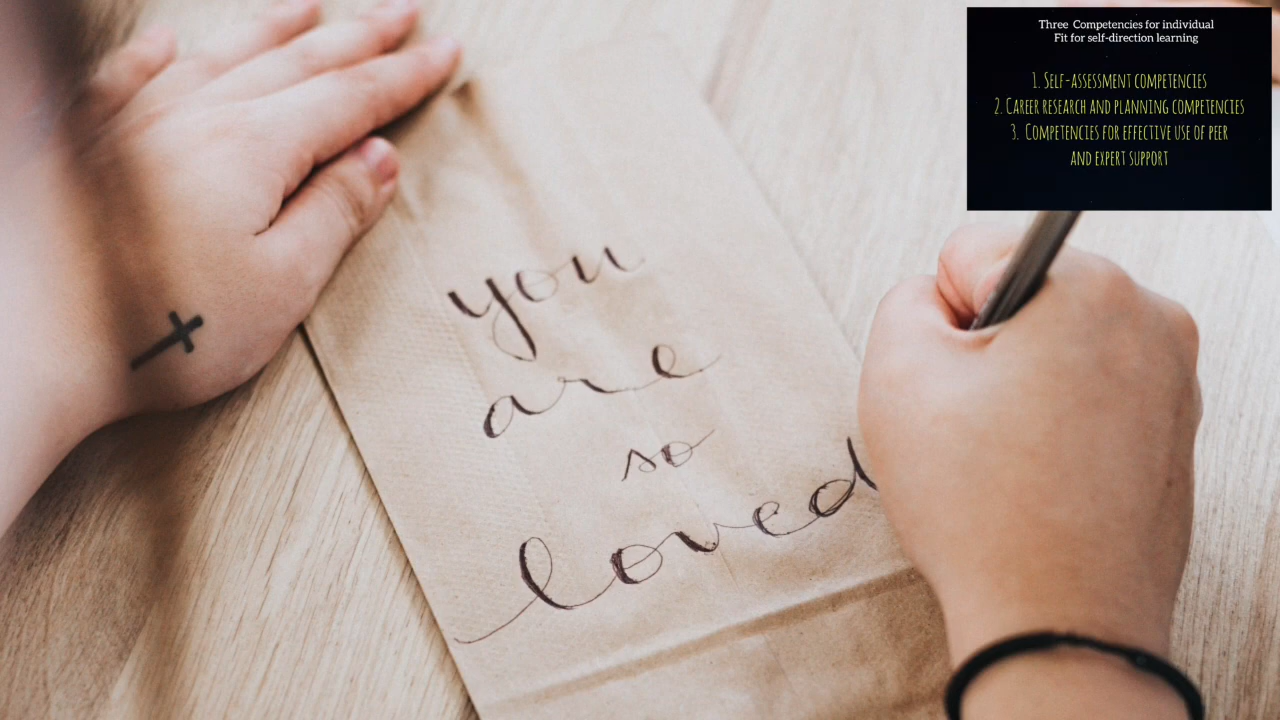 Three Competencies for individual
Fit for self-direction learning
1. Self-assessment competencies
2. Career research and planning competencies
3. Competencies for effective use of peer
and expert support
you
are
so
loved